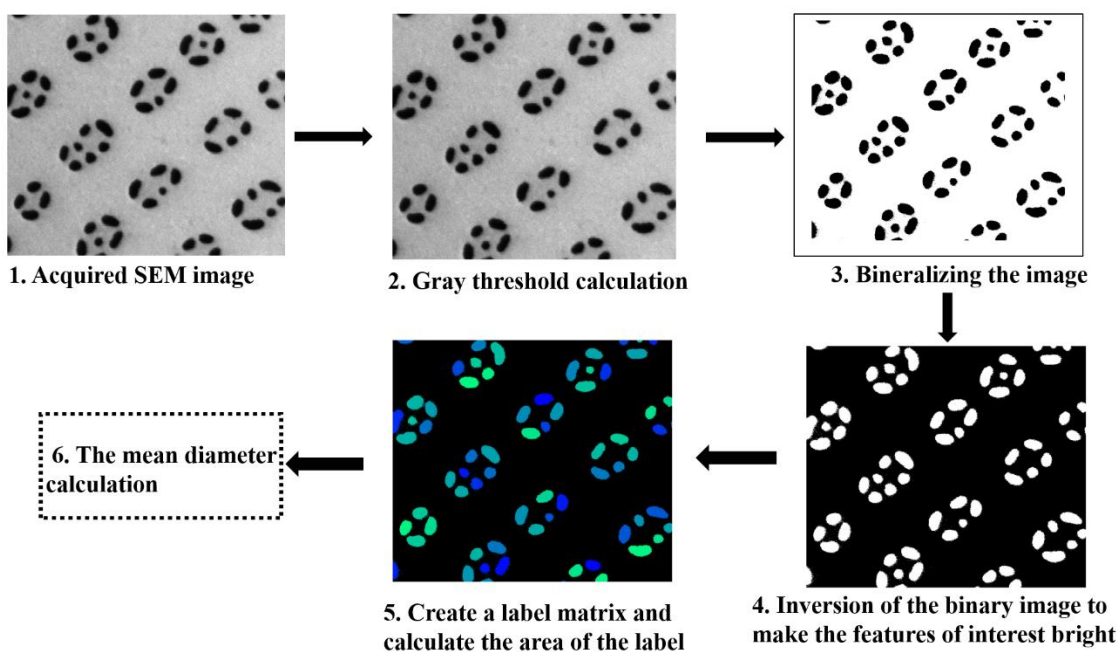 1. Acquired SEM image
2. Gray threshold calculation
3. Bineralizing the image
4. Inversion of the binary image to
make the features of interest bright
5. Create a label matrix and
calculate the area of the label
6. The mean diameter
calculation